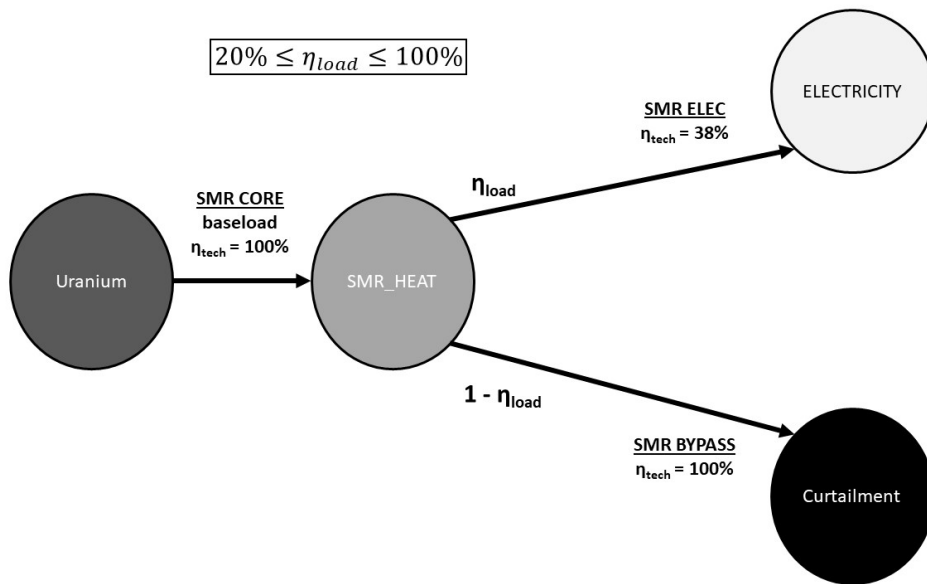 20% ≤ η_load ≤ 100%
ELECTRICITY
SMR ELEC
η_tech = 38%
η_load
SMR CORE
baseload
η_tech = 100%
Uranium
SMR_HEAT
1 - η_load
SMR BYPASS
η_tech = 100%
Curtailment